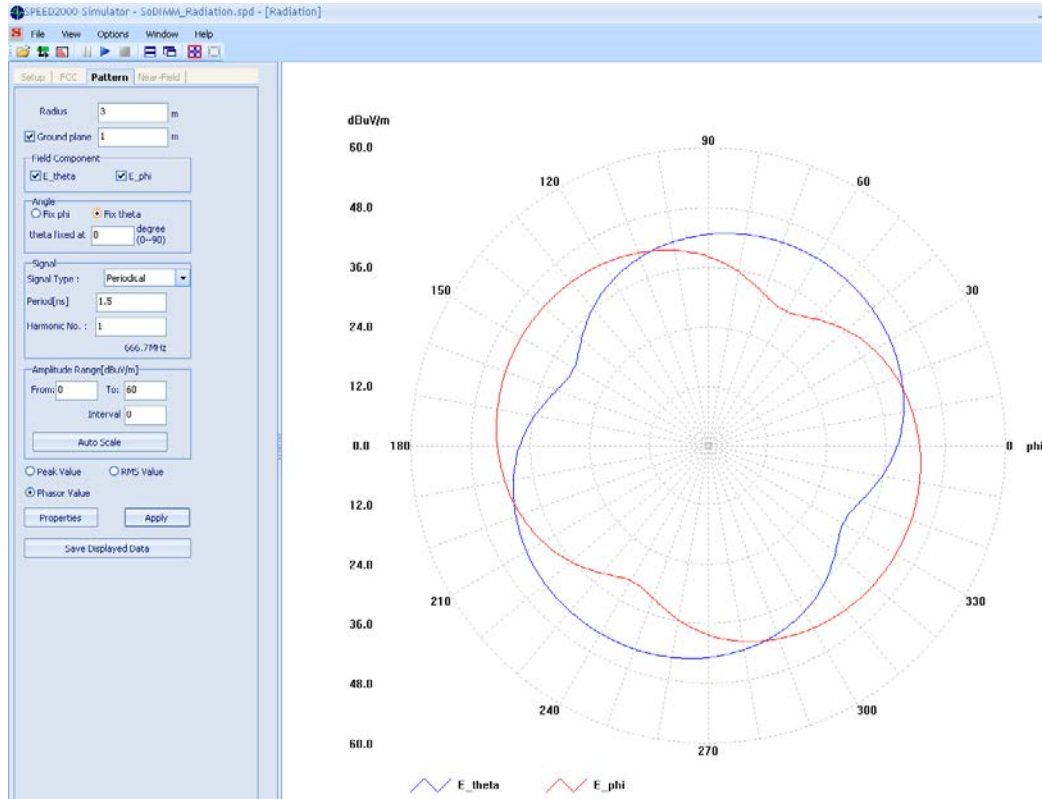 SPEED2000 Simulator - SoDIMM_Radiation.spd - [Radiation]
File View Options Window Help
Setup FCC Pattern Near-Field
Radius 3 m
Ground plane 1 m
Field Component
E_theta E_phi
Angle
Fix phi Fix theta
theta fixed at 0 degree (0--90)
Signal
Signal Type : Periodical
Period[ns] 1.5
Harmonic No. : 1
666.7MHz
Amplitude Range[dBuV/m]
From: 0 To: 60
Interval 0
Auto Scale
Peak Value RMS Value
Phasor Value
Properties Apply
Save Displayed Data
dBuV/m
60.0
48.0
36.0
24.0
12.0
0.0
12.0
24.0
36.0
48.0
60.0
90
120 60
150 30
180 0 phi
210 330
240 300
270
E_theta E_phi